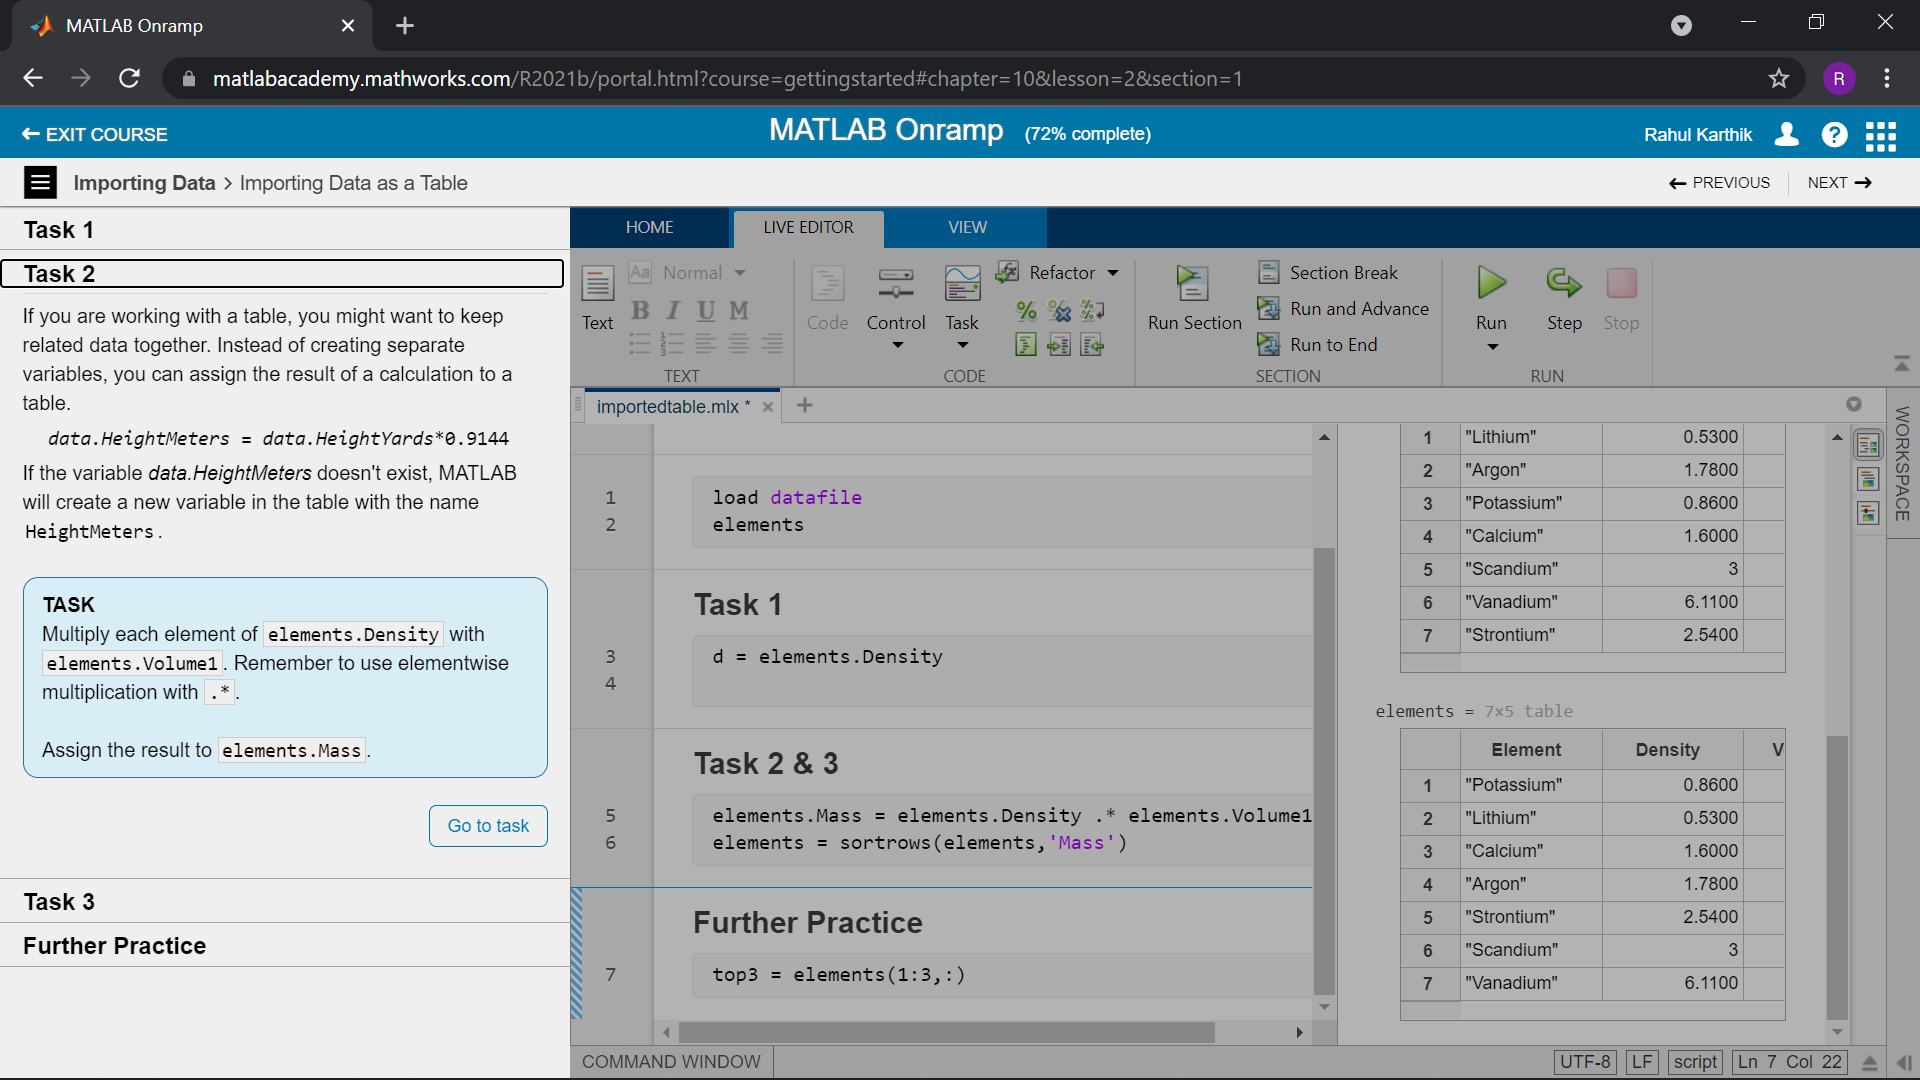 MATLAB Onramp
matlabacademy.mathworks.com/R2021b/portal.html?course=gettingstarted#chapter=10&lesson=2&section=1
R
EXIT COURSE
MATLAB Onramp (72% complete)
Rahul Karthik
?
Importing Data > Importing Data as a Table
PREVIOUS
NEXT
Task 1
Task 2
If you are working with a table, you might want to keep
related data together. Instead of creating separate
variables, you can assign the result of a calculation to a
table.
data.HeightMeters = data.HeightYards*0.9144
If the variable data.HeightMeters doesn't exist, MATLAB
will create a new variable in the table with the name
HeightMeters.
TASK
Multiply each element of elements.Density with
elements.Volume1. Remember to use elementwise
multiplication with .*.
Assign the result to elements.Mass.
Go to task
Task 3
Further Practice
HOME
LIVE EDITOR
VIEW
Text
Aa Normal
B I U M
TEXT
Code
Control
Task
Refactor
CODE
Run Section
Section Break
Run and Advance
Run to End
SECTION
Run
Step
Stop
RUN
importedtable.mlx *
1 load datafile
2 elements
Task 1
3 d = elements.Density
4
Task 2 & 3
5 elements.Mass = elements.Density .* elements.Volume1
6 elements = sortrows(elements,'Mass')
Further Practice
7 top3 = elements(1:3,:)
1 "Lithium" 0.5300
2 "Argon" 1.7800
3 "Potassium" 0.8600
4 "Calcium" 1.6000
5 "Scandium" 3
6 "Vanadium" 6.1100
7 "Strontium" 2.5400
elements = 7×5 table
Element Density V
1 "Potassium" 0.8600
2 "Lithium" 0.5300
3 "Calcium" 1.6000
4 "Argon" 1.7800
5 "Strontium" 2.5400
6 "Scandium" 3
7 "Vanadium" 6.1100
WORKSPACE
COMMAND WINDOW
UTF-8
LF
script
Ln 7 Col 22